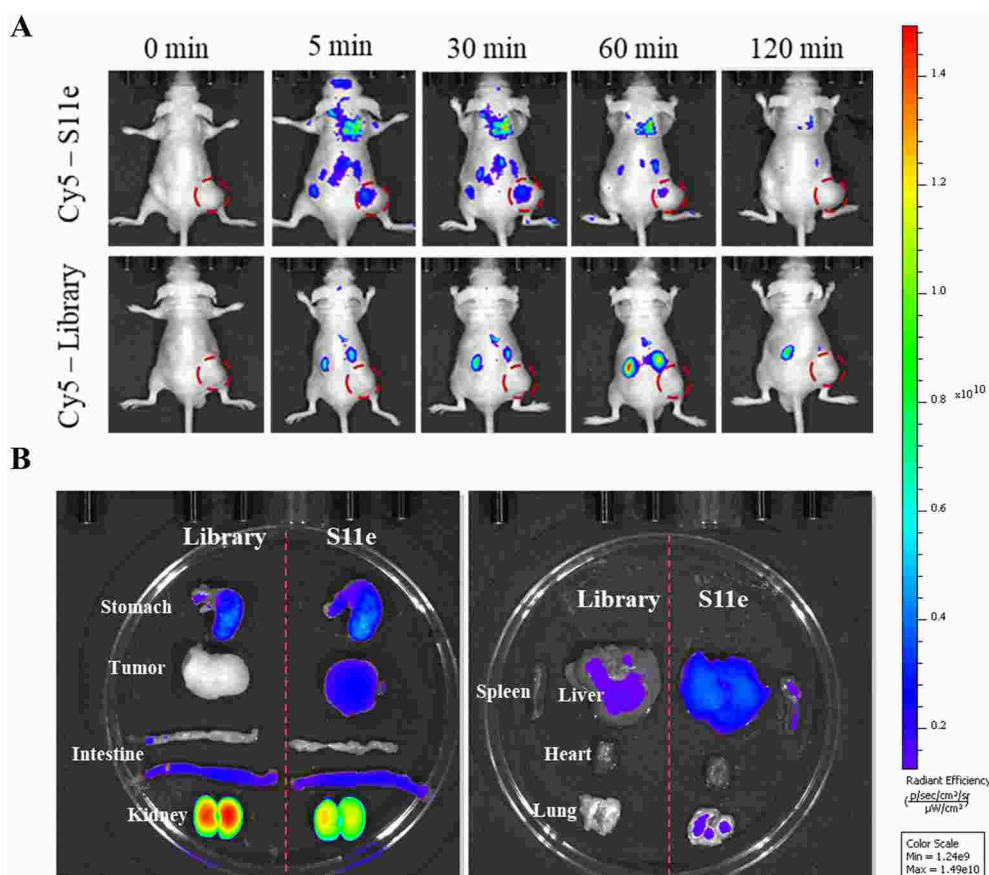 A
0 min 5 min 30 min 60 min 120 min
Cy5 – S11e
Cy5 – Library
B
Library S11e
Stomach
Tumor
Intestine
Kidney
Library S11e
Spleen Liver
Heart
Lung
1.4
1.2
1.0
0.8 x10¹⁰
0.6
0.4
0.2
Radiant Efficiency
(p/sec/cm²/sr / µW/cm²)
Color Scale
Min = 1.24e9
Max = 1.49e10